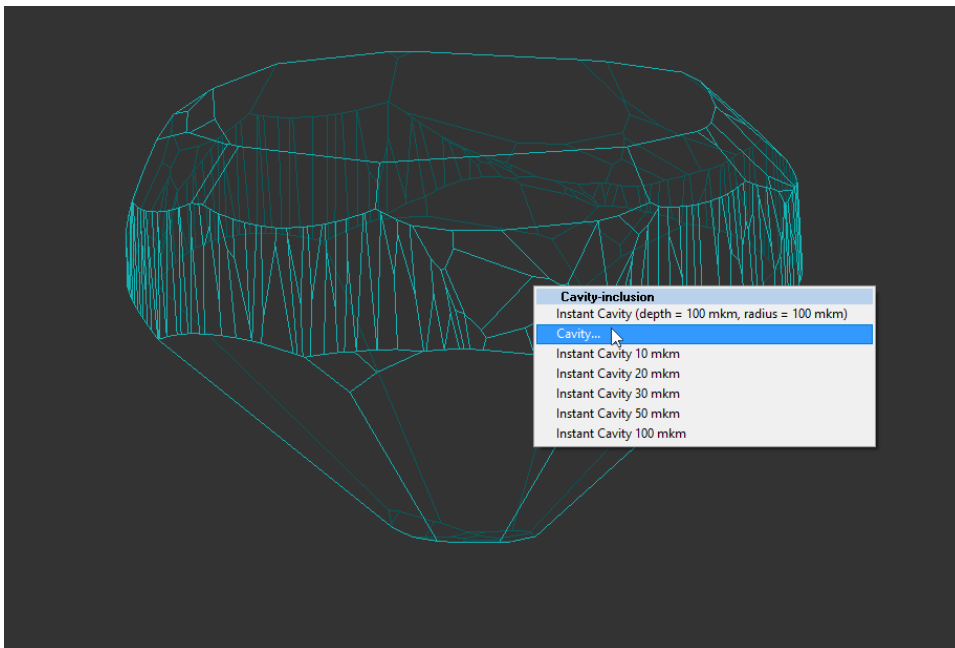 Cavity-inclusion
Instant Cavity (depth = 100 mkm, radius = 100 mkm)
Cavity...
Instant Cavity 10 mkm
Instant Cavity 20 mkm
Instant Cavity 30 mkm
Instant Cavity 50 mkm
Instant Cavity 100 mkm